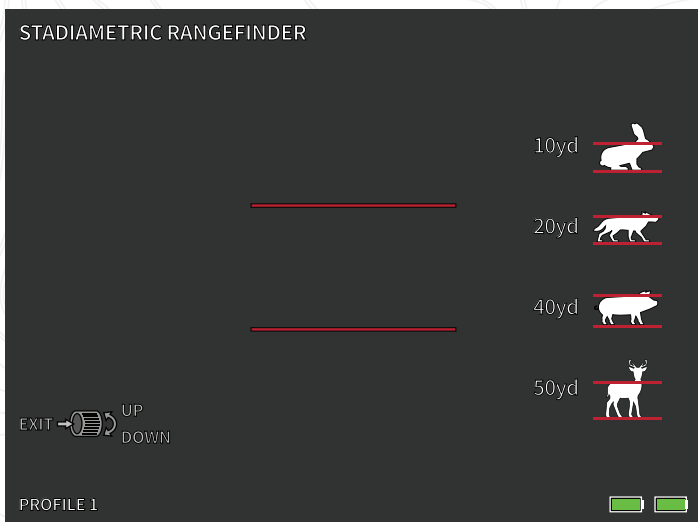 STADIAMETRIC RANGEFINDER
10yd
20yd
40yd
50yd
UP
EXIT
DOWN
PROFILE 1